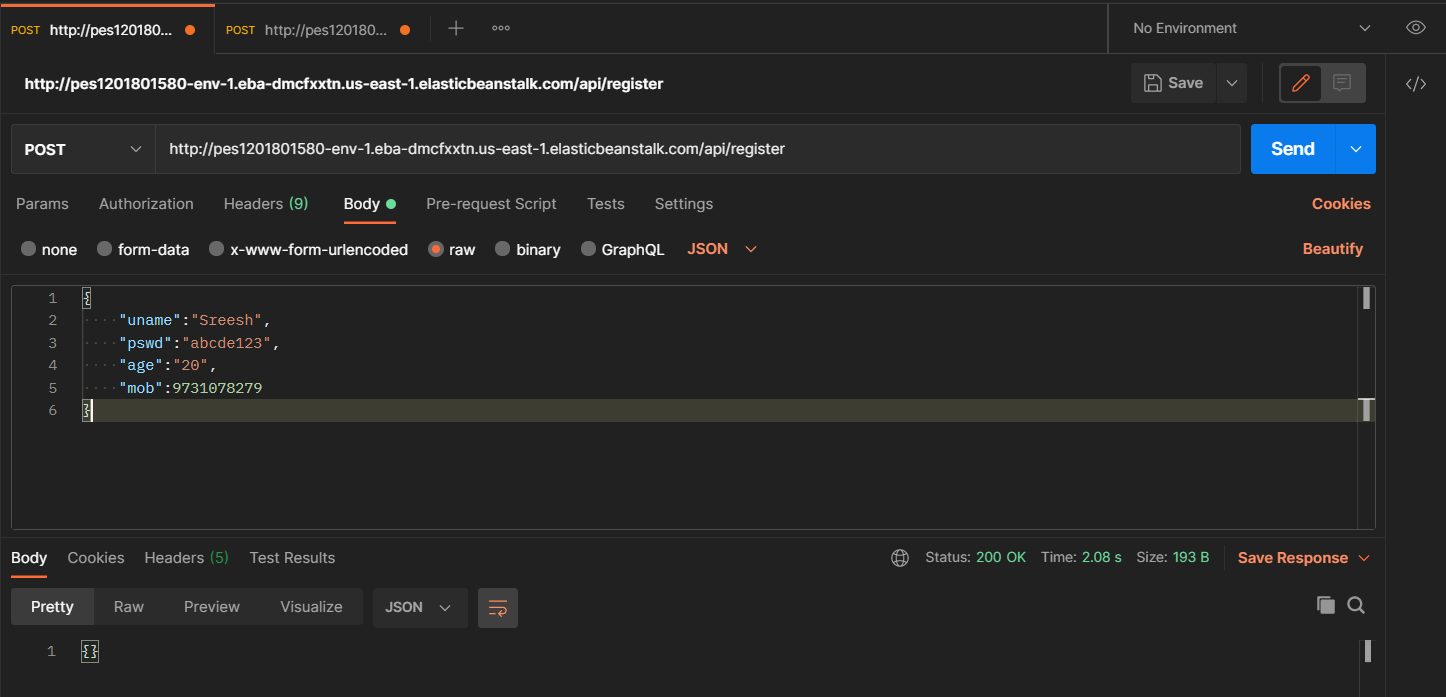 POST http://pes120180... POST http://pes120180... No Environment
http://pes1201801580-env-1.eba-dmcfxxtn.us-east-1.elasticbeanstalk.com/api/register Save </>
POST http://pes1201801580-env-1.eba-dmcfxxtn.us-east-1.elasticbeanstalk.com/api/register Send
Params Authorization Headers (9) Body Pre-request Script Tests Settings Cookies
none form-data x-www-form-urlencoded raw binary GraphQL JSON Beautify
1 {
2 "uname":"Sreesh",
3 "pswd":"abcde123",
4 "age":"20",
5 "mob":9731078279
6 }
Body Cookies Headers (5) Test Results Status: 200 OK Time: 2.08 s Size: 193 B Save Response
Pretty Raw Preview Visualize JSON
1 {}